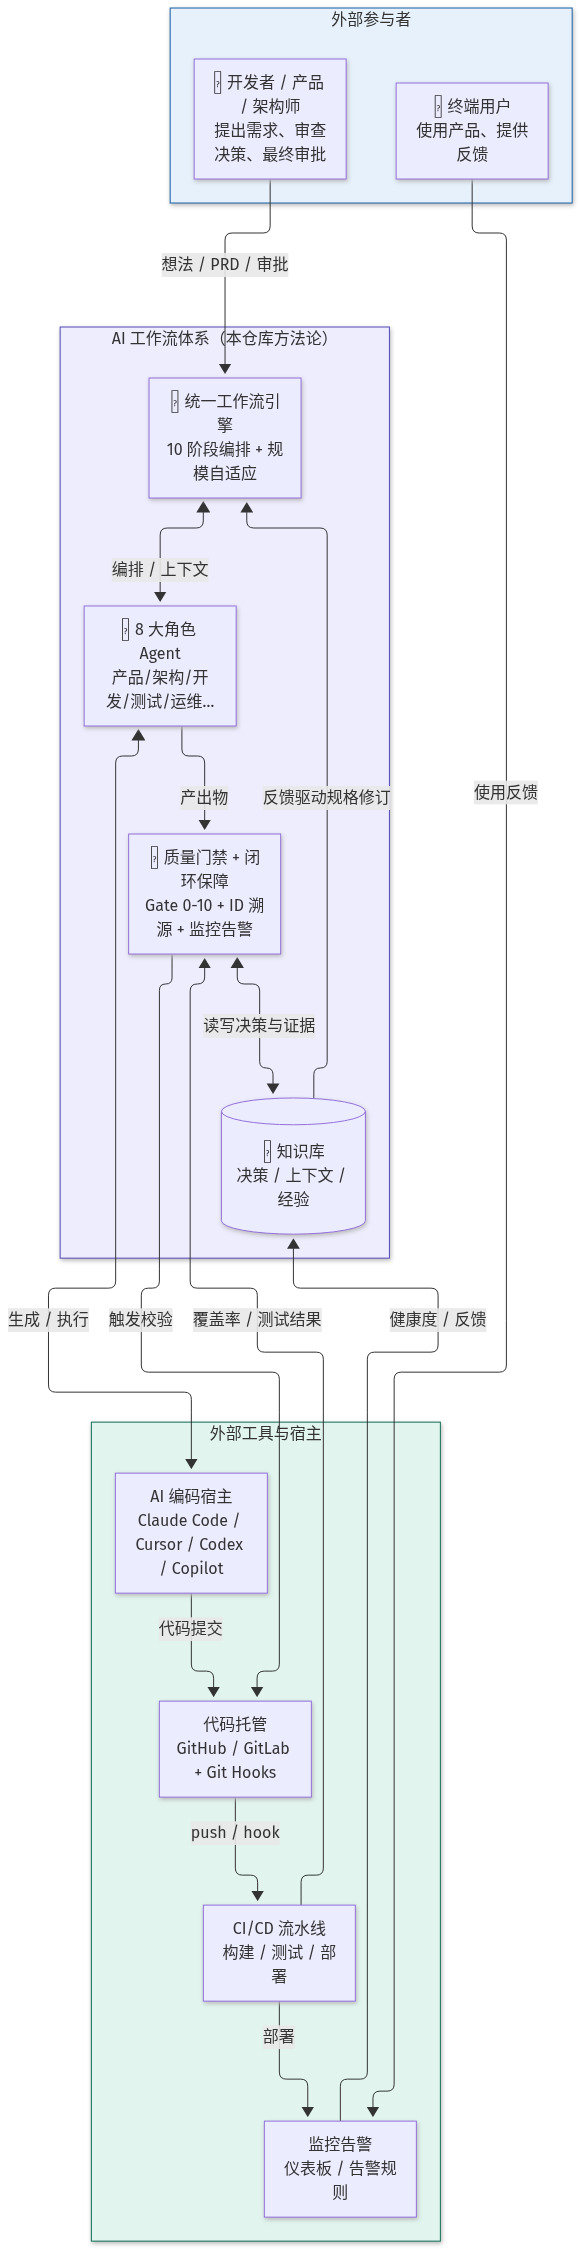 外部参与者
开发者 / 产品
/ 架构师
提出需求、审查
决策、最终审批
终端用户
使用产品、提供
反馈
想法 / PRD / 审批
AI 工作流体系（本仓库方法论）
统一工作流引
擎
10 阶段编排 + 规
模自适应
编排 / 上下文
8 大角色
Agent
产品/架构/开
发/测试/运维...
产出物
反馈驱动规格修订
使用反馈
质量门禁 + 闭
环保障
Gate 0-10 + ID 溯
源 + 监控告警
读写决策与证据
知识库
决策 / 上下文 /
经验
生成 / 执行
触发校验
覆盖率 / 测试结果
健康度 / 反馈
外部工具与宿主
AI 编码宿主
Claude Code /
Cursor / Codex
/ Copilot
代码提交
代码托管
GitHub / GitLab
+ Git Hooks
push / hook
CI/CD 流水线
构建 / 测试 / 部
署
部署
监控告警
仪表板 / 告警规
则